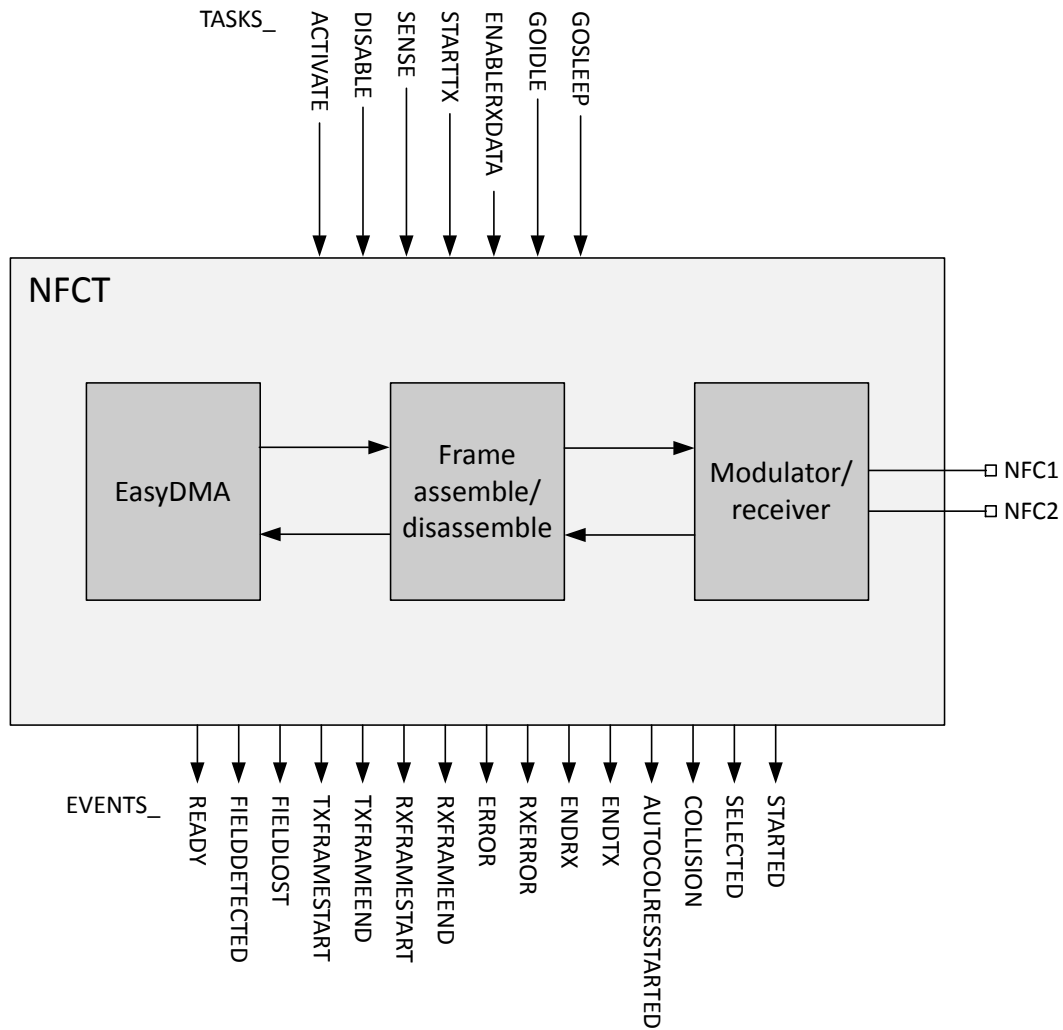 TASKS_
ACTIVATE
DISABLE
SENSE
STARTTX
ENABLERXDATA
GOIDLE
GOSLEEP
NFCT
EasyDMA
Frame
assemble/
disassemble
Modulator/
receiver
NFC1
NFC2
EVENTS_
READY
FIELDDETECTED
FIELDLOST
TXFRAMESTART
TXFRAMEEND
RXFRAMESTART
RXFRAMEEND
ERROR
RXERROR
ENDRX
ENDTX
AUTOCOLRESSTARTED
COLLISION
SELECTED
STARTED